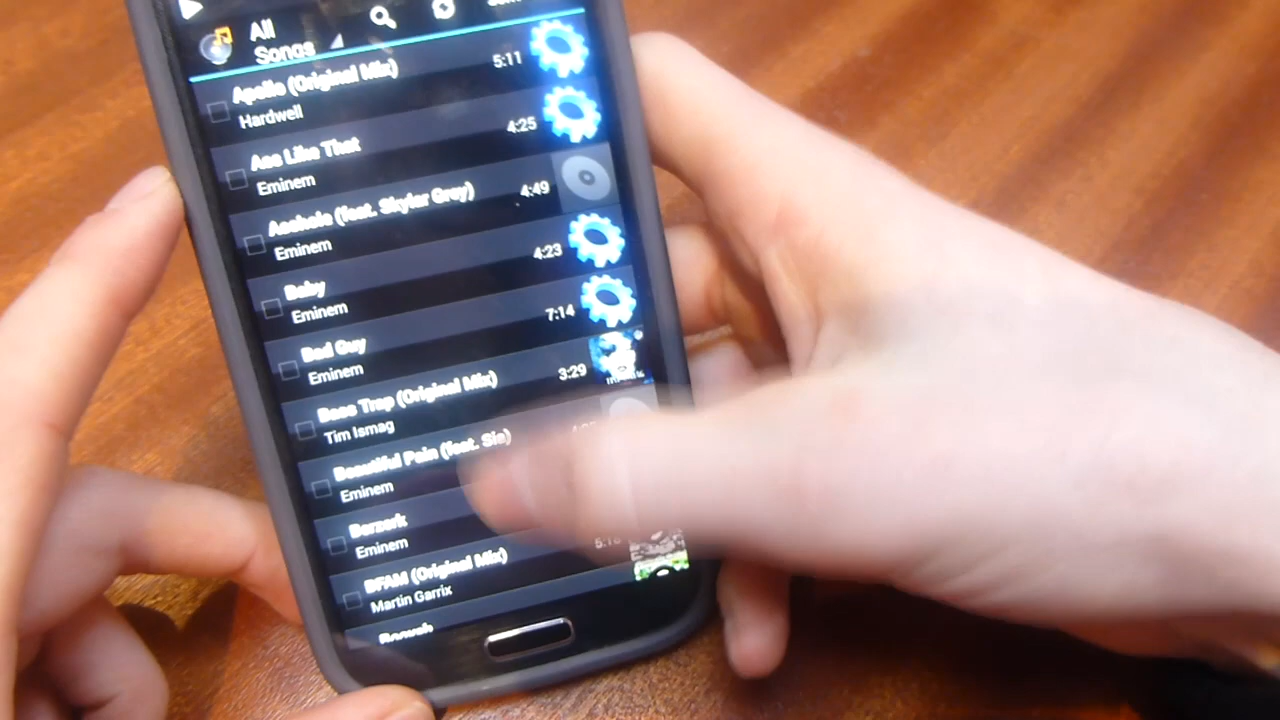 All
Songs
Apollo (Original Mix)
5:11
Hardwell
Ass Like That
4:25
Eminem
Asshole (feat. Skylar Grey)
4:49
Eminem
Baby
4:23
Eminem
Bad Guy
7:14
Eminem
Bass Trap (Original Mix)
3:29
Tim Ismag
Beautiful Pain (feat. Sia)
Eminem
Berzerk
Eminem
BFAM (Original Mix)
Martin Garrix